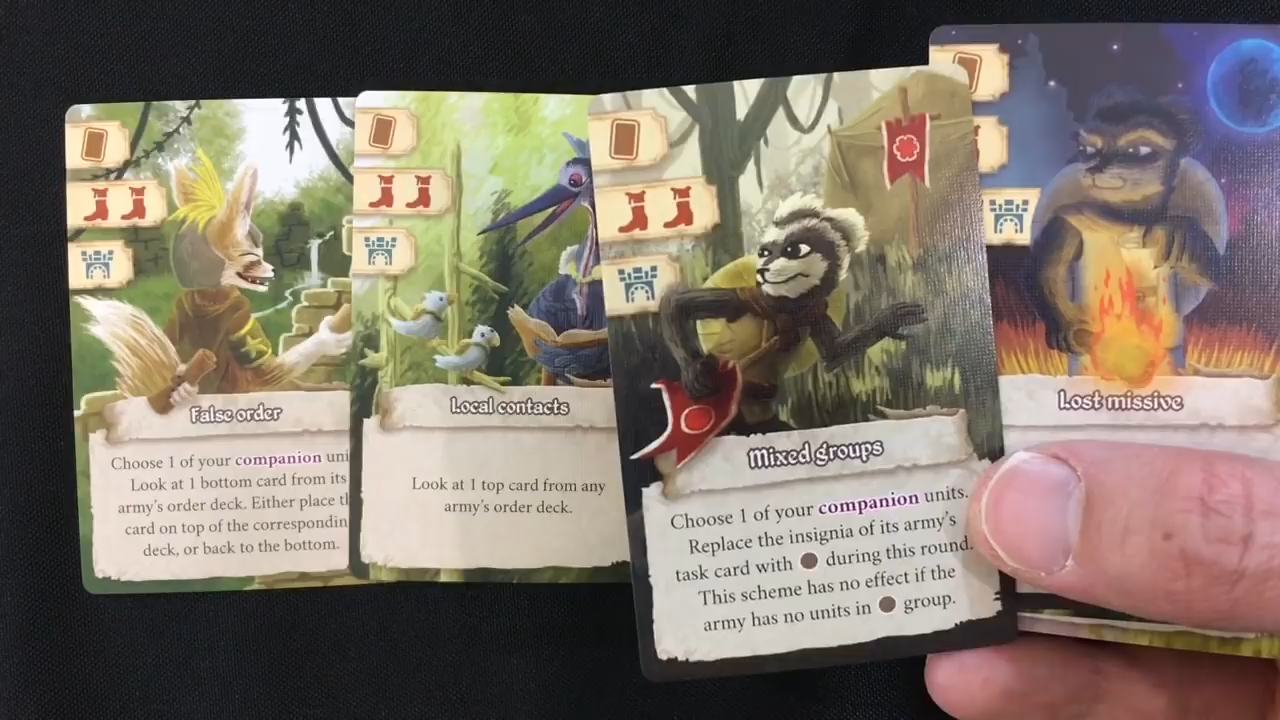 False order
Choose 1 of your companion uni
Look at 1 bottom card from its
army's order deck. Either place
card on top of the correspondin
deck, or back to the bottom.
Local contacts
Look at 1 top card from any
army's order deck.
Mixed groups
Choose 1 of your companion units.
Replace the insignia of its army's
task card with during this round.
This scheme has no effect if the
army has no units in group.
Lost missive